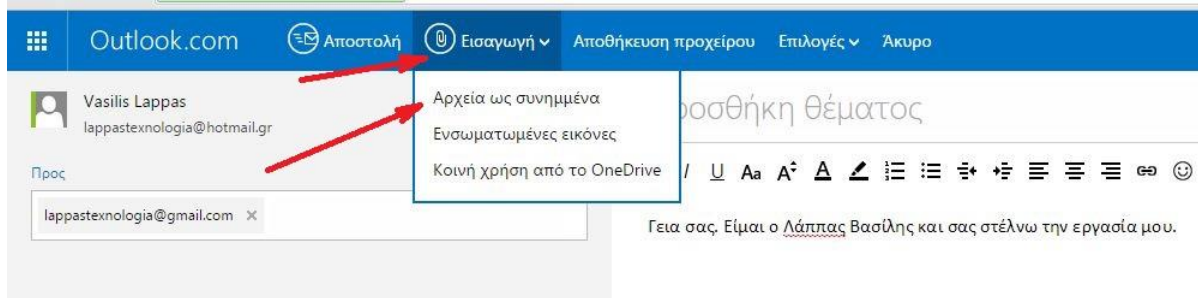 Outlook.com Αποστολή Εισαγωγή Αποθήκευση προχείρου Επιλογές Άκυρο
Vasilis Lappas
lappastexnologia@hotmail.gr
Προς
lappastexnologia@gmail.com ×
Αρχεία ως συνημμένα
Ενσωματωμένες εικόνες
Κοινή χρήση από το OneDrive
θέματος
I U Aa A A
Γεια σας. Είμαι ο Λάππας Βασίλης και σας στέλνω την εργασία μου.